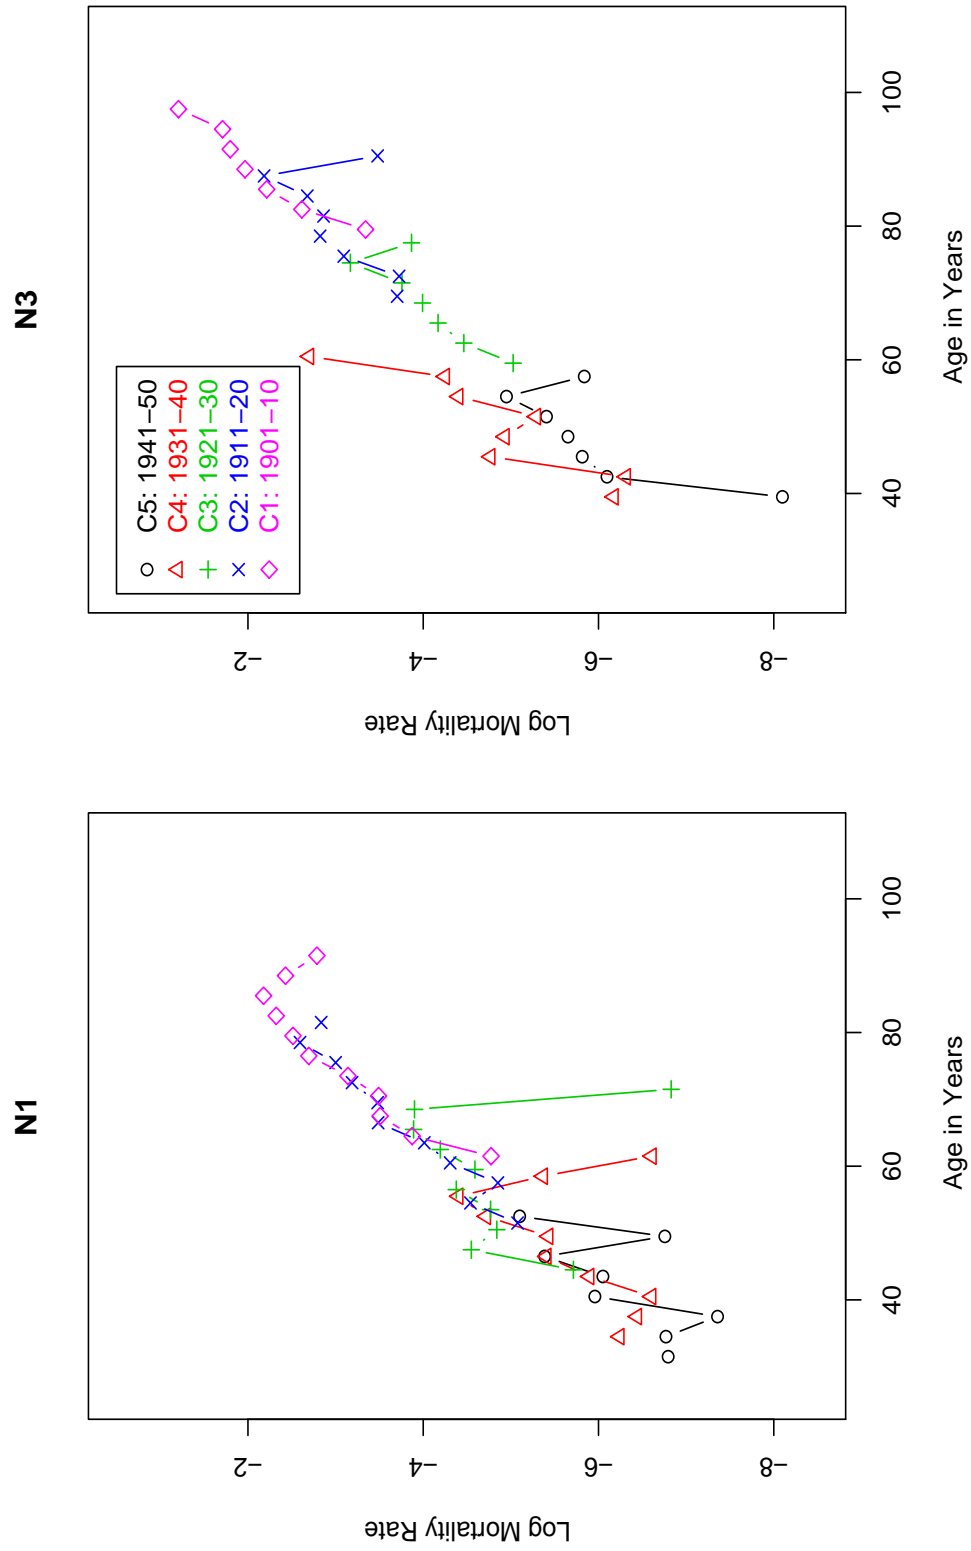 N1
Log Mortality Rate
−2
−4
−6
−8
40
60
80
100
Age in Years
N3
C5: 1941−50
C4: 1931−40
C3: 1921−30
C2: 1911−20
C1: 1901−10
Log Mortality Rate
−2
−4
−6
−8
40
60
80
100
Age in Years